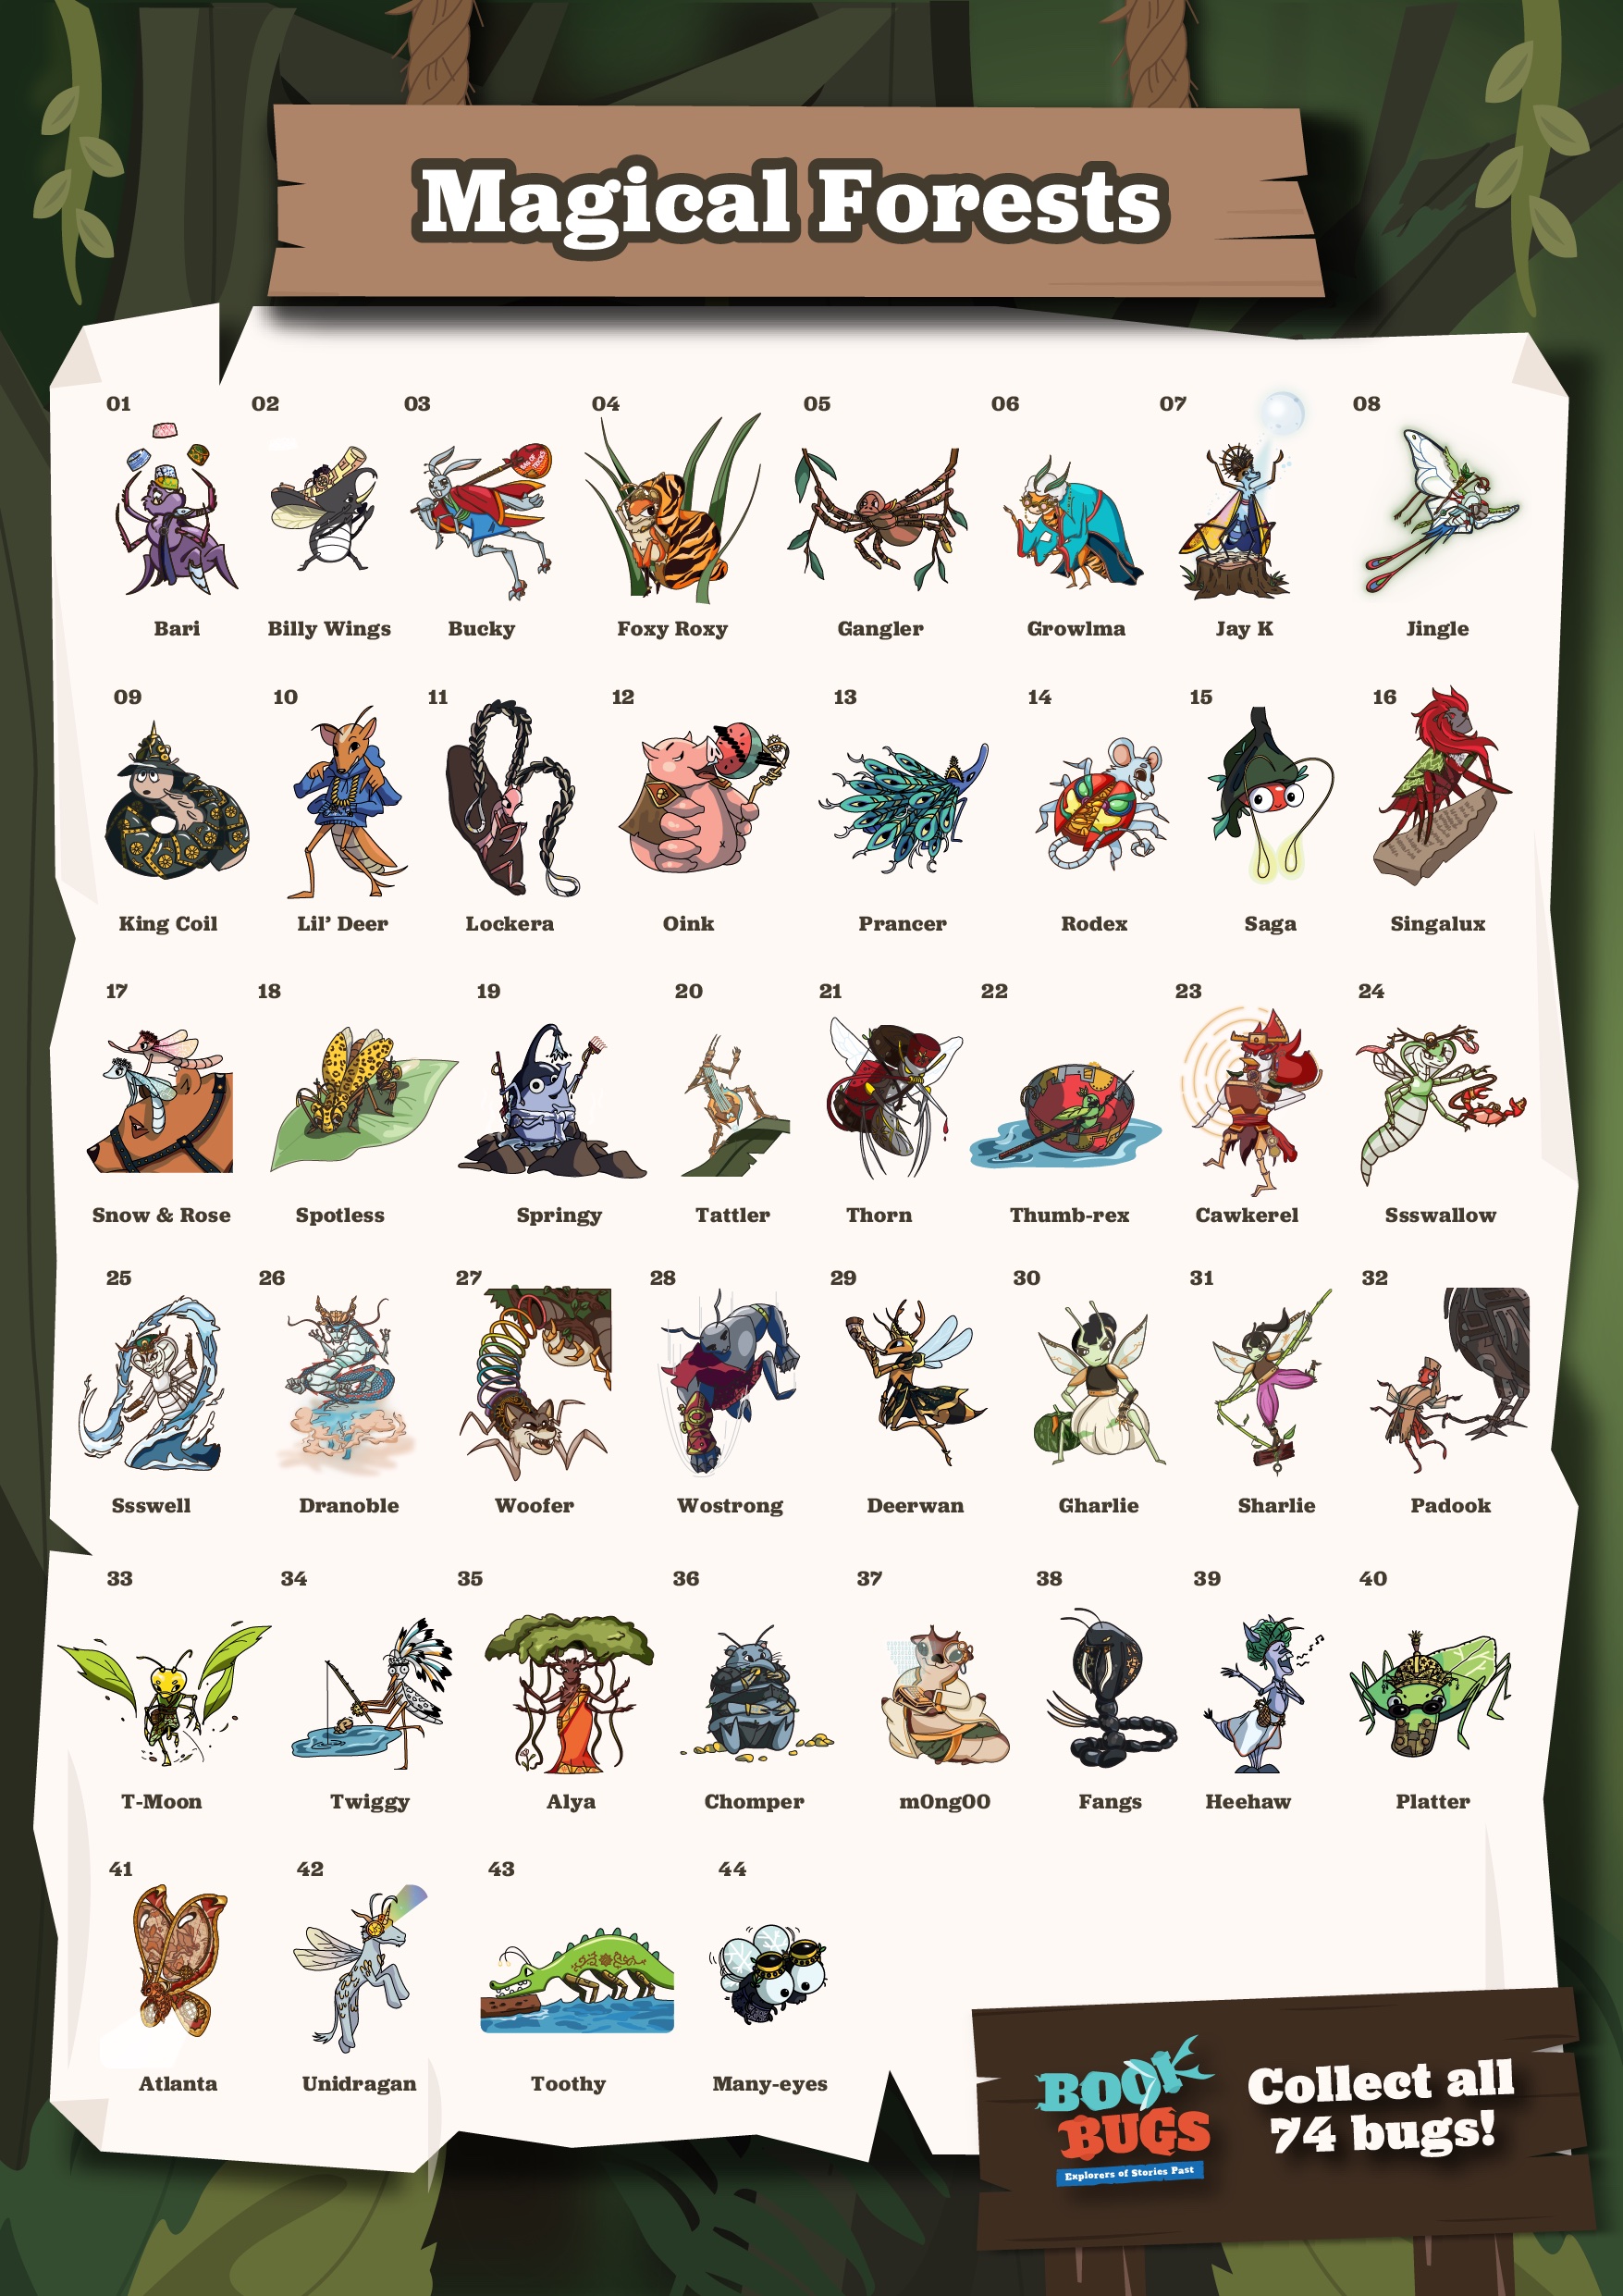 Magical Forests
01 02 03 04 05 06 07 08
BAG OF TRICKS
Bari Billy Wings Bucky Foxy Roxy Gangler Growlma Jay K Jingle
09 10 11 12 13 14 15 16
King Coil Lil’ Deer Lockera Oink Prancer Rodex Saga Singalux
17 18 19 20 21 22 23 24
Snow & Rose Spotless Springy Tattler Thorn Thumb-rex Cawkerel Ssswallow
25 26 27 28 29 30 31 32
Ssswell Dranoble Woofer Wostrong Deerwan Gharlie Sharlie Padook
33 34 35 36 37 38 39 40
T-Moon Twiggy Alya Chomper m0ng00 Fangs Heehaw Platter
41 42 43 44
Atlanta Unidragan Toothy Many-eyes
BOOK
BUGS
Explorers of Stories Past
Collect all
74 bugs!